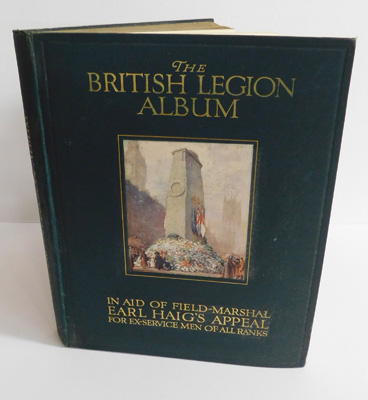 THE
BRITISH LEGION
ALBUM
IN AID OF FIELD-MARSHAL
EARL HAIG'S APPEAL
FOR EX-SERVICE MEN OF ALL RANKS